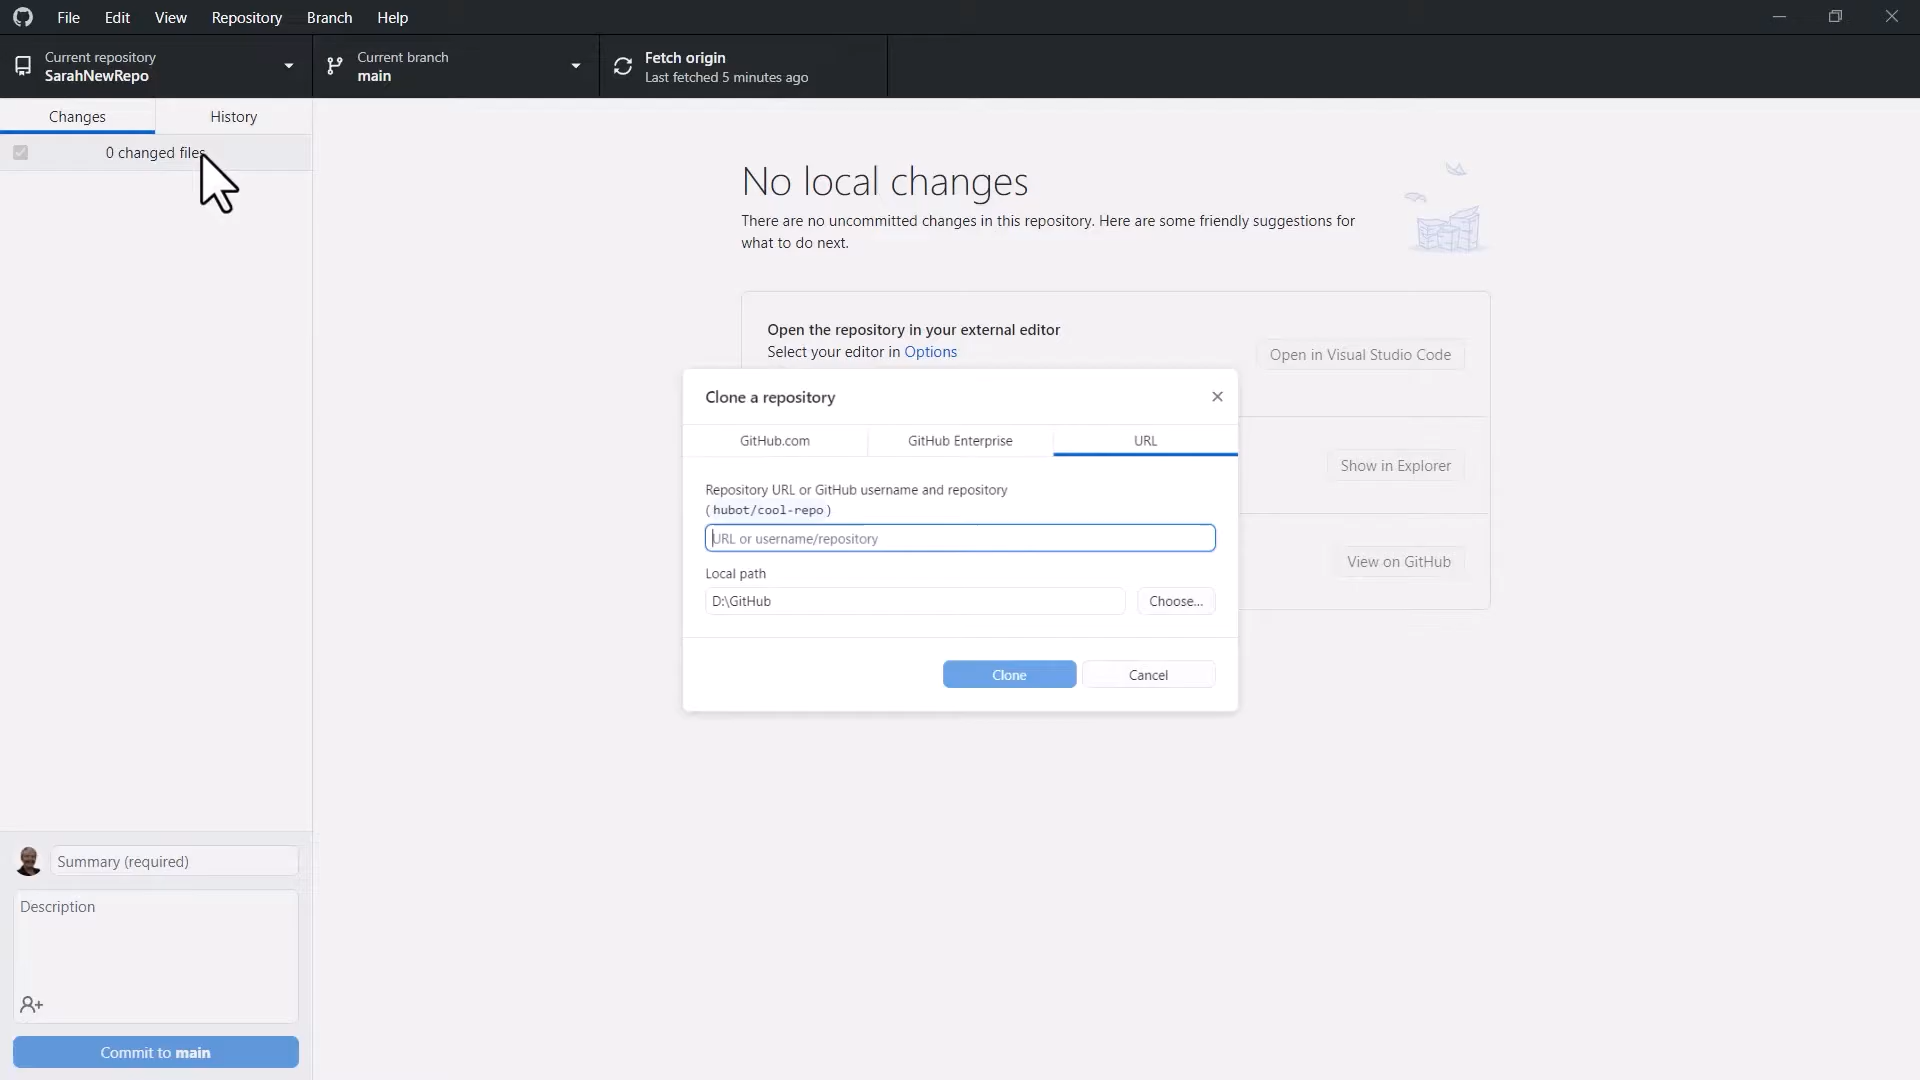 File Edit View Repository Branch Help
Current repository
SarahNewRepo
Current branch
main
Fetch origin
Last fetched 5 minutes ago
Changes History
0 changed files
No local changes
There are no uncommitted changes in this repository. Here are some friendly suggestions for
what to do next.
Open the repository in your external editor
Select your editor in Options
Open in Visual Studio Code
Show in Explorer
View on GitHub
Clone a repository
GitHub.com GitHub Enterprise URL
Repository URL or GitHub username and repository
(hubot/cool-repo)
URL or username/repository
Local path
D:\GitHub Choose...
Clone Cancel
Summary (required)
Description
Commit to main